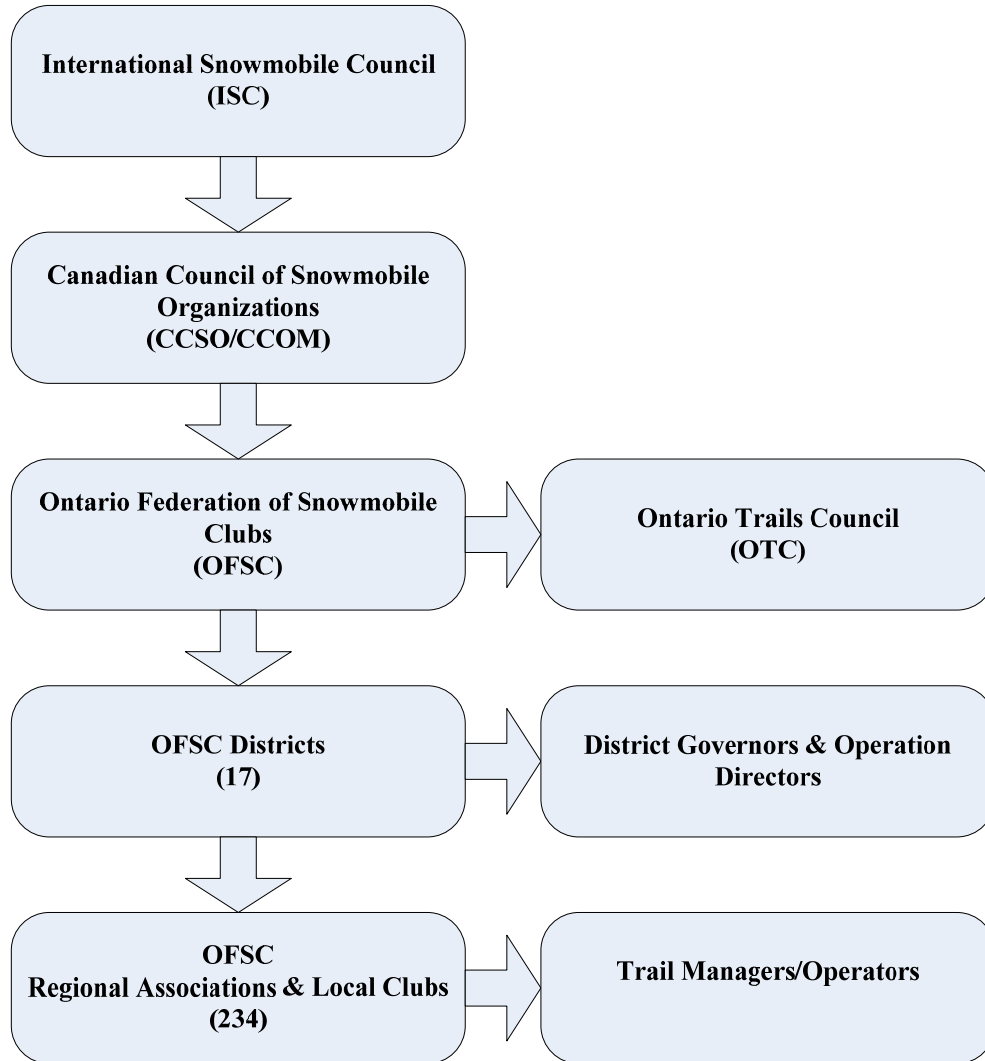 International Snowmobile Council
(ISC)
Canadian Council of Snowmobile
Organizations
(CCSO/CCOM)
Ontario Federation of Snowmobile
Clubs
(OFSC)
Ontario Trails Council
(OTC)
OFSC Districts
(17)
District Governors & Operation
Directors
OFSC
Regional Associations & Local Clubs
(234)
Trail Managers/Operators